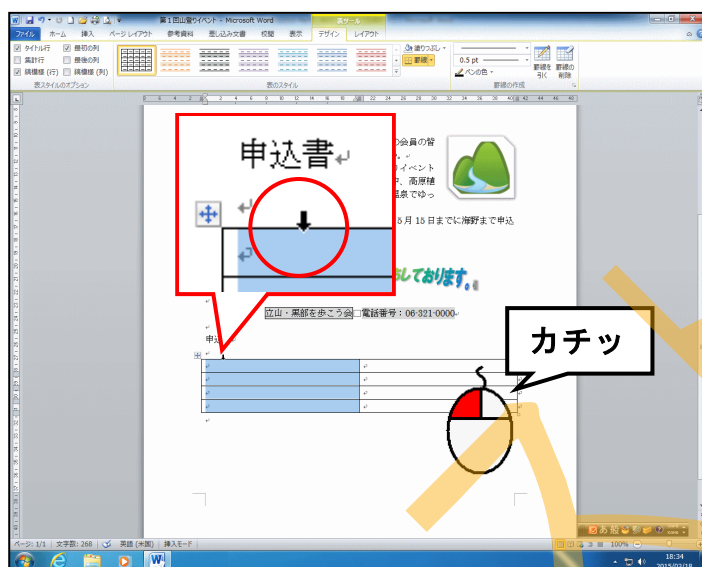 第1回山登りイベント - Microsoft Word
表ツール
ファイル ホーム 挿入 ページ レイアウト 参考資料 差し込み文書 校閲 表示 デザイン レイアウト
タイトル行 最初の列
集計行 最後の列
縞模様 (行) 縞模様 (列)
表スタイルのオプション
表のスタイル
塗りつぶし
罫線
0.5 pt
ペンの色
罫線を引く
罫線の削除
罫線の作成
の会員の皆
りイベント
、高原植
温泉でゆっ
5月15日までに海野まで申込
申込書
しております。
立山・黒部を歩こう会□電話番号：06-321-0000
申込
カチッ
ページ: 1/1 文字数: 268 英語 (米国) 挿入モード
あ 般
100%
18:34
2015/02/18